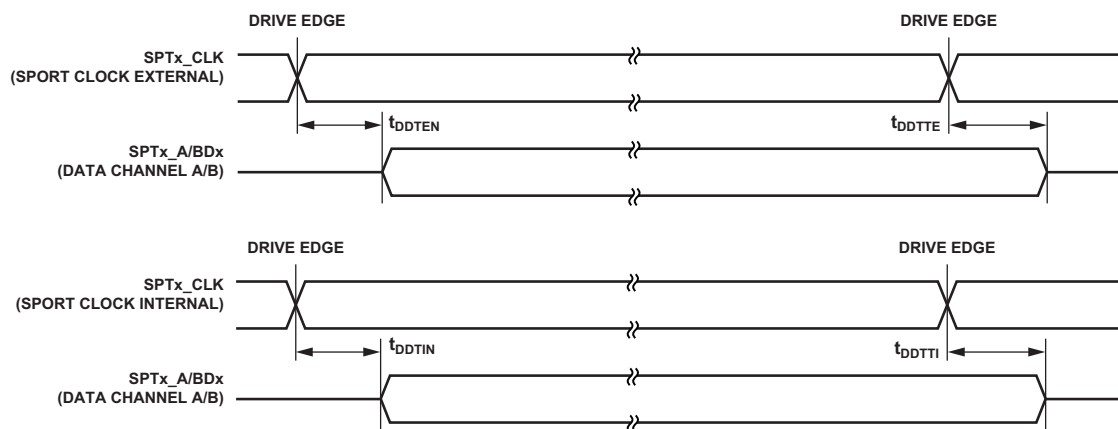 DRIVE EDGE DRIVE EDGE
SPTx_CLK
(SPORT CLOCK EXTERNAL)
tDDTEN tDDTTE
SPTx_A/BDx
(DATA CHANNEL A/B)
DRIVE EDGE DRIVE EDGE
SPTx_CLK
(SPORT CLOCK INTERNAL)
tDDTIN tDDTTI
SPTx_A/BDx
(DATA CHANNEL A/B)